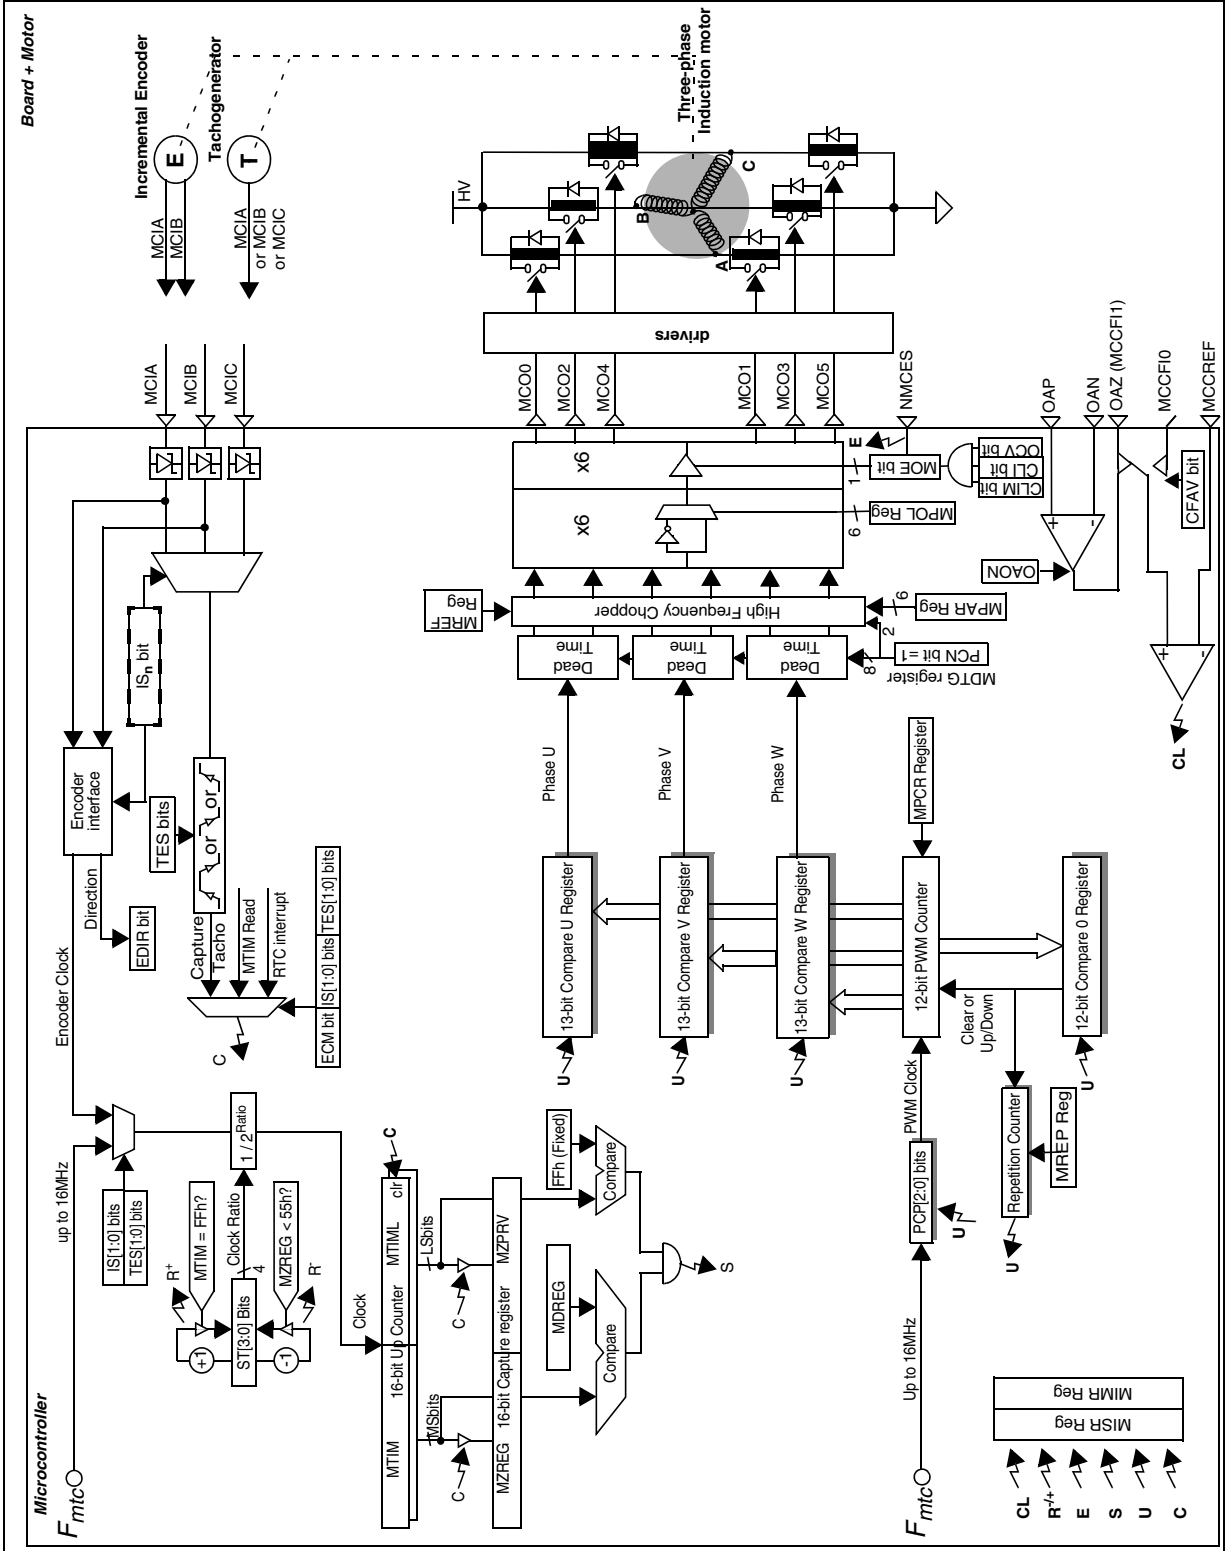 Board + Motor
Microcontroller
Incremental Encoder
E
Tachogenerator
T
MCIA
MCIB
MCIA
or MCIB
or MCIC
Three-phase
Induction motor
HV
A
B
C
drivers
MCIA
MCIB
MCIC
MCO0
MCO2
MCO4
MCO1
MCO3
MCO5
NMCES
OAP
OAN
OAZ (MCCFI1)
MCCFI0
MCCREF
x6
x6
1
E
MOE bit
CLIM bit
CLI bit
OCV bit
6
MPOL Reg
CFAV bit
OAON
+
-
+
-
CL
MREF
Reg
High Frequency Chopper
6
MPAR Reg
2
Dead
Time
Dead
Time
Dead
Time
8
PCN bit =1
MDTG register
ISn bit
Encoder
interface
TES bits
or
or
Direction
EDIR bit
Encoder Clock
Capture
Tacho
MTIM Read
RTC interrupt
C
ECM bit
IS[1:0] bits
TES[1:0] bits
Phase U
Phase V
Phase W
13-bit Compare U Register
13-bit Compare V Register
13-bit Compare W Register
U
U
U
MPCR Register
12-bit PWM Counter
12-bit Compare 0 Register
Clear or
Up/Down
U
PWM Clock
Repetition Counter
MREP Reg
U
PCP[2:0] bits
U
Up to 16MHz
Fmtc
up to 16MHz
Fmtc
IS[1:0] bits
TES[1:0] bits
1 / 2Ratio
R+
MTIM = FFh?
Clock Ratio
4
MZREG < 55h?
R-
+1
ST[3:0] Bits
-1
Clock
C
clr
MTIML
16-bit Up Counter
MTIM
LSbits
MSbits
C
C
MZPRV
16-bit Capture register
MZREG
FFh (Fixed)
Compare
MDREG
Compare
S
MIMR Reg
MISR Reg
CL
R-/+
E
S
U
C